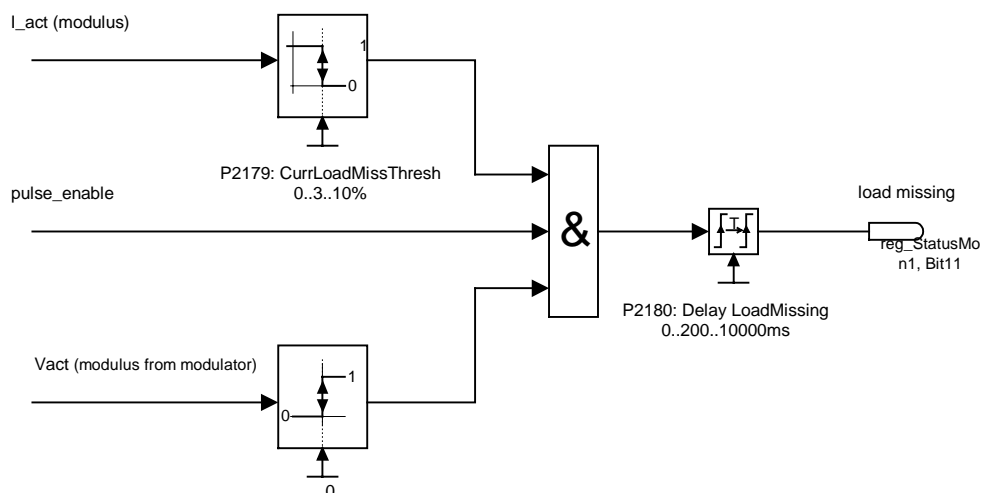 I_act (modulus)
1
0
P2179: CurrLoadMissThresh
0..3..10%
pulse_enable
&
T
load missing
reg_StatusMo
n1, Bit11
P2180: Delay LoadMissing
0..200..10000ms
Vact (modulus from modulator)
1
0
0